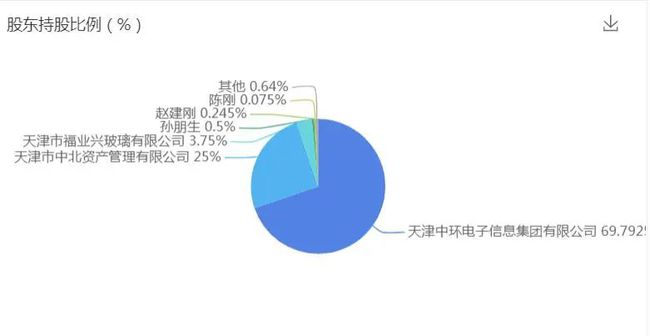 股东持股比例（%）
其他 0.64%
陈刚 0.075%
赵建刚 0.245%
孙朋生 0.5%
天津市福业兴玻璃有限公司 3.75%
天津市中北资产管理有限公司 25%
天津中环电子信息集团有限公司 69.792